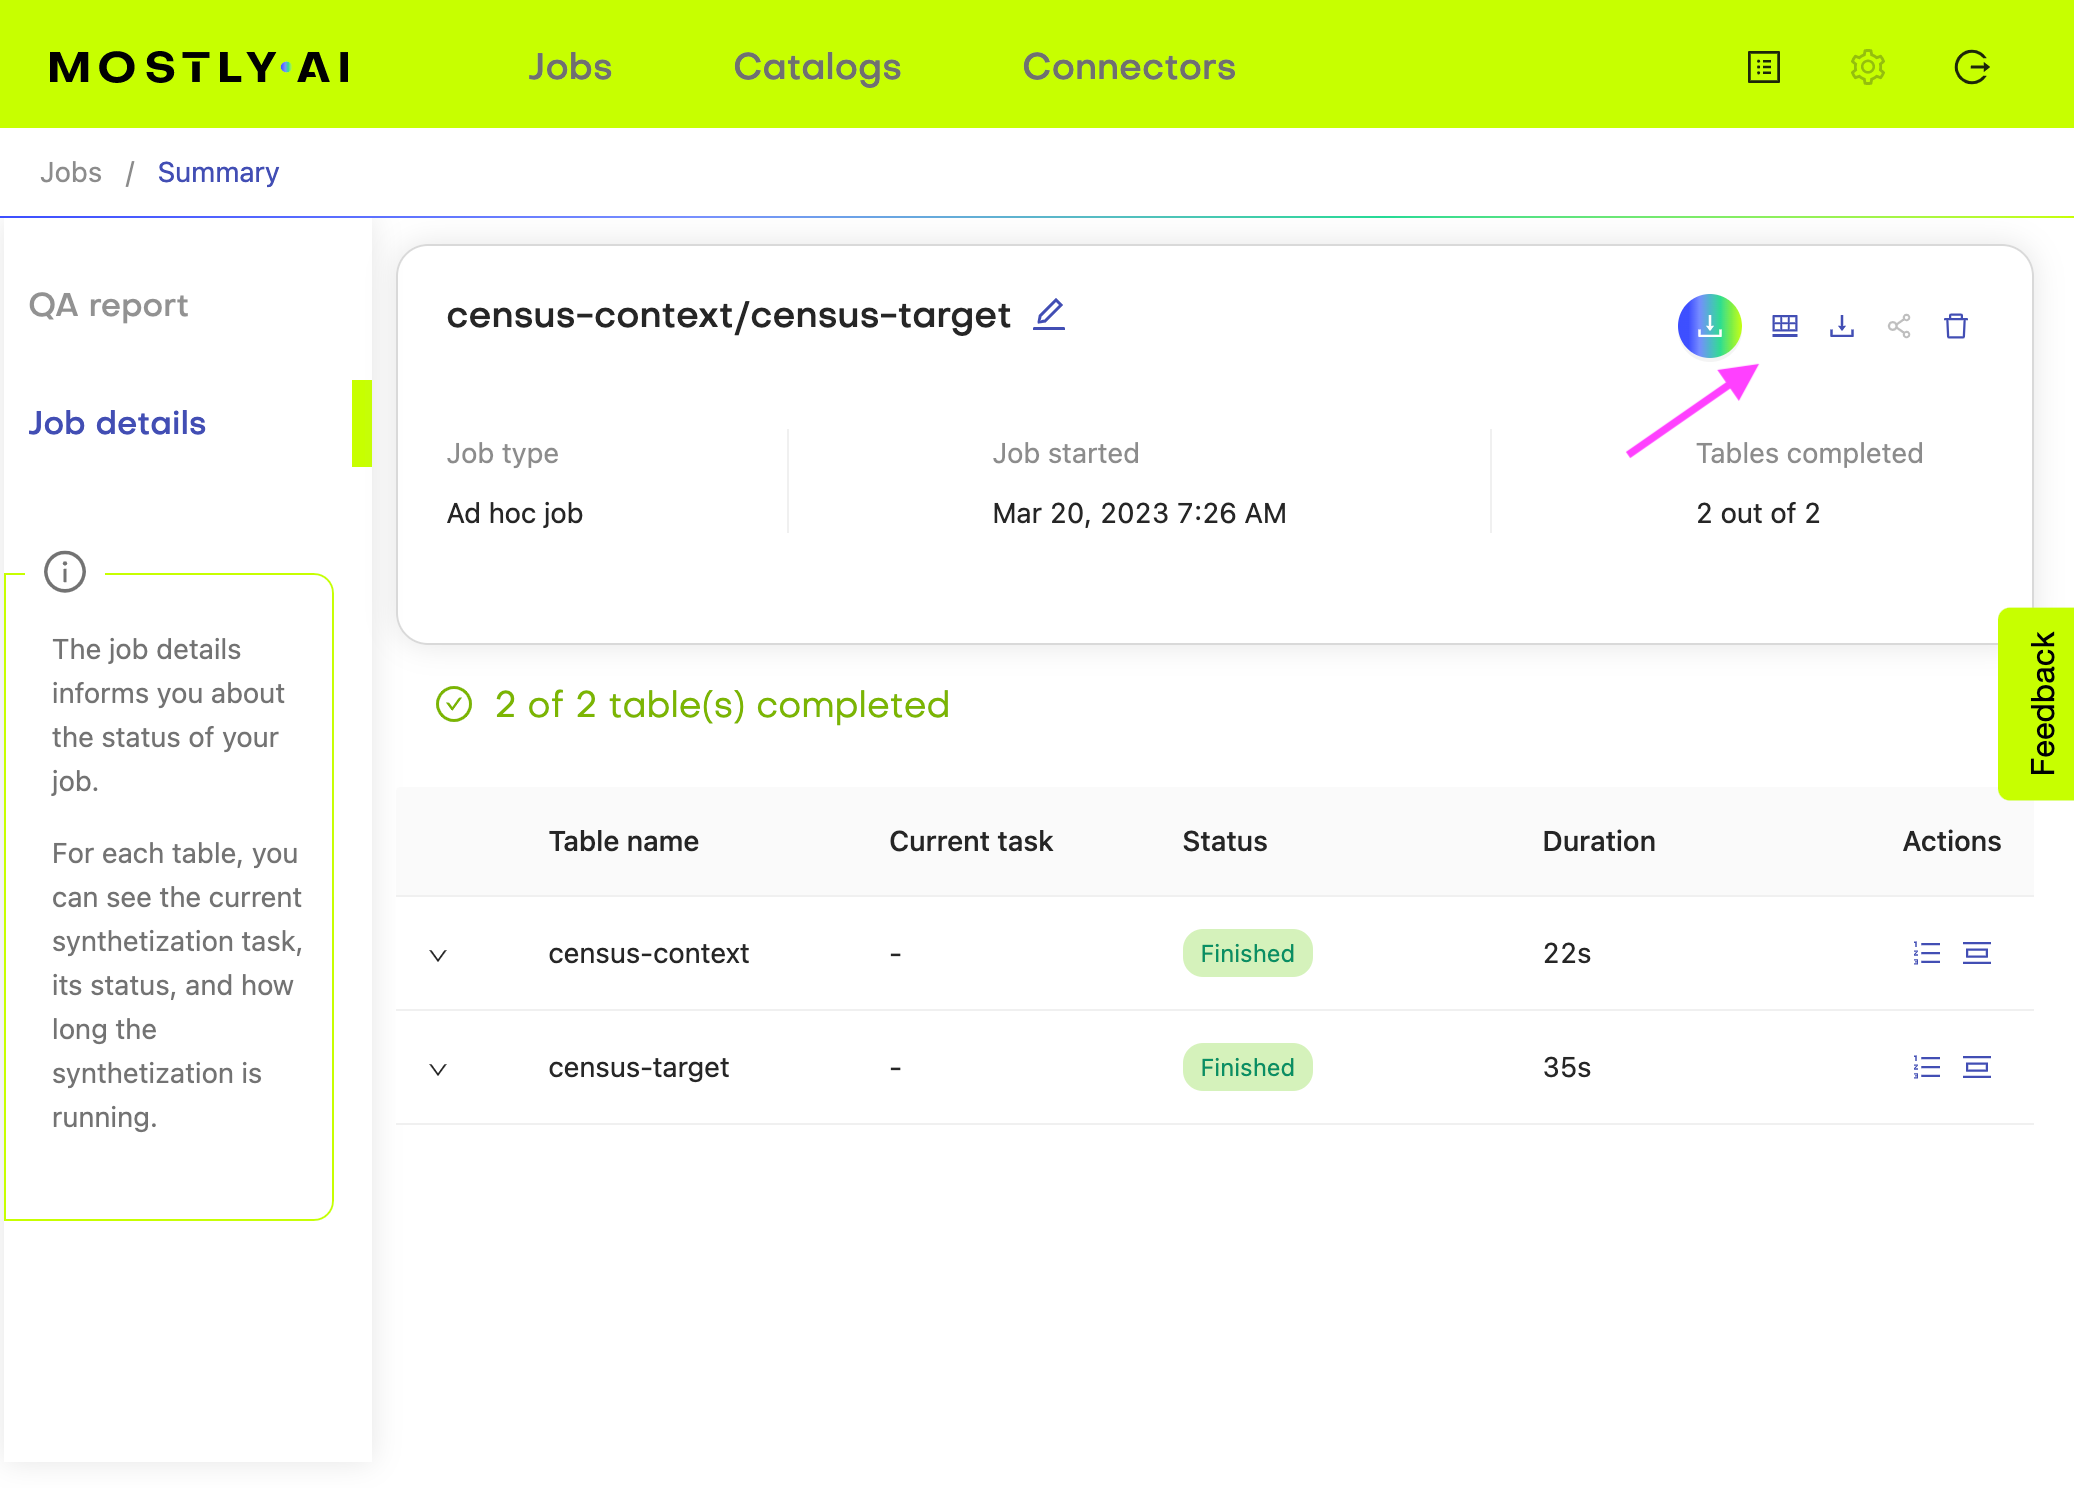 MOSTLY·AI Jobs Catalogs Connectors
Jobs / Summary
QA report
Job details
The job details
informs you about
the status of your
job.
For each table, you
can see the current
synthetization task,
its status, and how
long the
synthetization is
running.
census-context/census-target
Job type Job started Tables completed
Ad hoc job Mar 20, 2023 7:26 AM 2 out of 2
2 of 2 table(s) completed
Feedback
Table name Current task Status Duration Actions
census-context - Finished 22s
census-target - Finished 35s